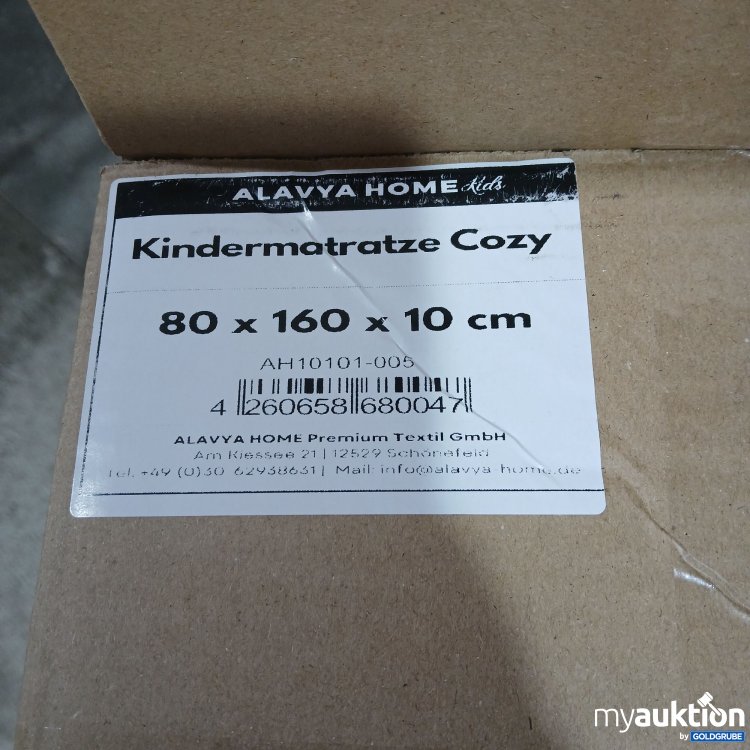 ALAVYA HOME Kids
Kindermatratze Cozy
80 x 160 x 10 cm
AH10101-005
4 260658 680047
ALAVYA HOME Premium Textil GmbH
Am Kiessee 21 | 12529 Schönefeld
Tel. +49 (0)30 62938631 | Mail: info@alavya-home.de
myauktion
by GOLDGRUBE